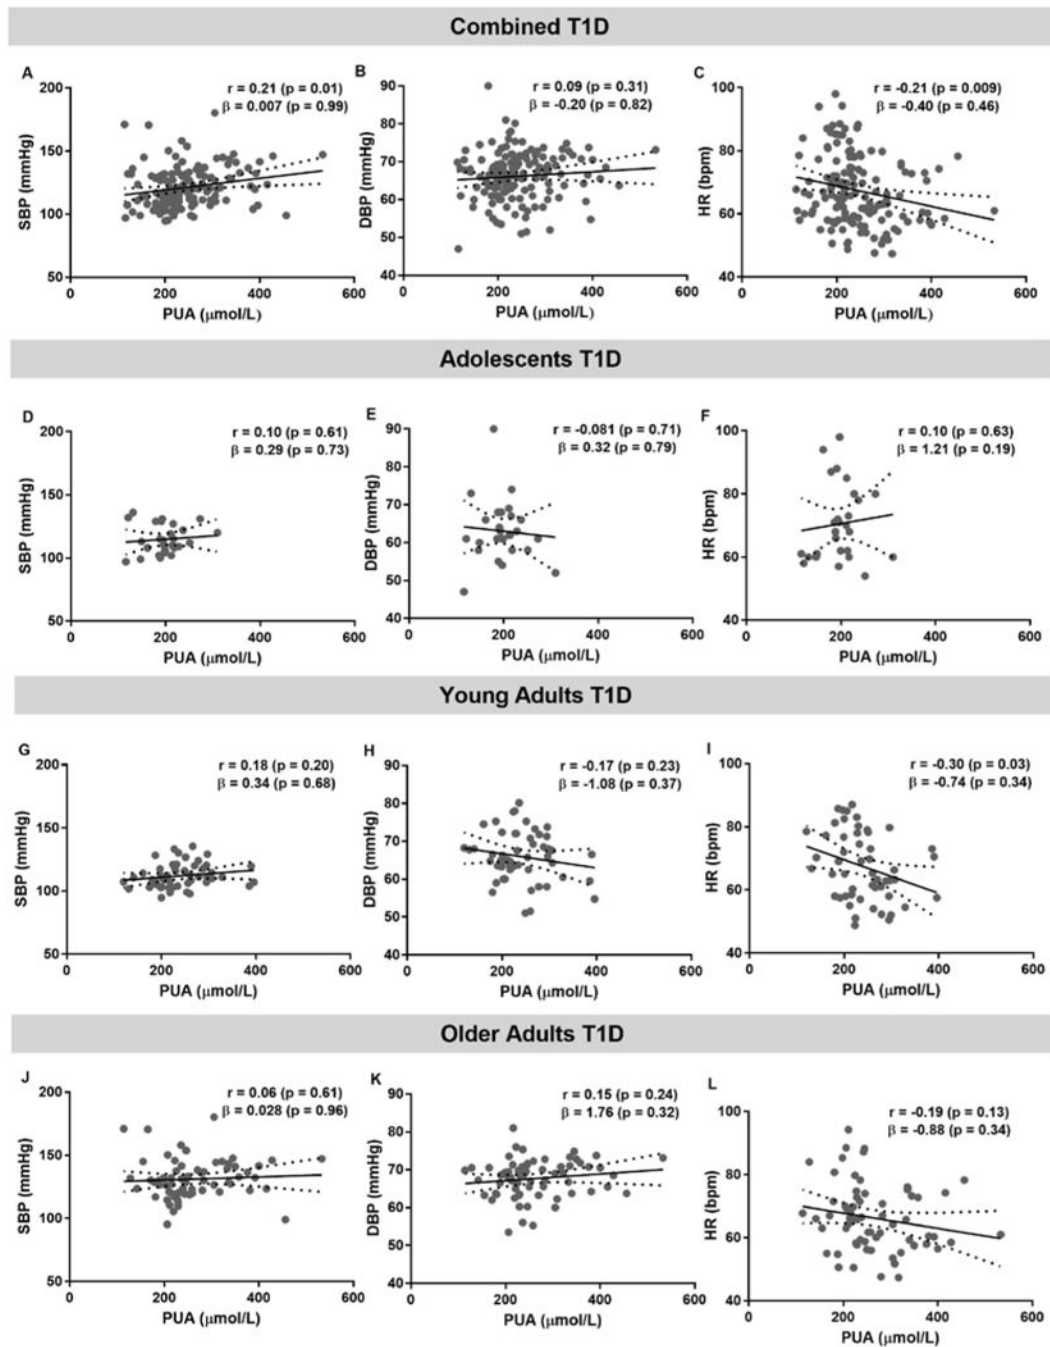 Combined T1D
A
r 0.21 (p = 0.01)
β 0.007 (p = 0.99)
200
150
100
50
SBP (mmHg)
0 200 400 600
PUA (μmol/L)
B
r = 0.09 (p = 0.31)
β = -0.20 (p = 0.82)
90
80
70
60
50
40
DBP (mmHg)
0 200 400 600
PUA (μmol/L)
C
r = -0.21 (p = 0.009)
β = -0.40 (p = 0.46)
100
80
60
40
HR (bpm)
0 200 400 600
PUA (μmol/L)
Adolescents T1D
D
r = 0.10 (p = 0.61)
β = 0.29 (p = 0.73)
200
150
100
50
SBP (mmHg)
0 200 400 600
PUA (μmol/L)
E
r = -0.081 (p = 0.71)
β = 0.32 (p = 0.79)
90
80
70
60
50
40
DBP (mmHg)
0 200 400 600
PUA (μmol/L)
F
r = 0.10 (p = 0.63)
β = 1.21 (p = 0.19)
100
80
60
40
HR (bpm)
0 200 400 600
PUA (μmol/L)
Young Adults T1D
G
r = 0.18 (p = 0.20)
β = 0.34 (p = 0.68)
200
150
100
50
SBP (mmHg)
0 200 400 600
PUA (μmol/L)
H
r = -0.17 (p = 0.23)
β = -1.08 (p = 0.37)
90
80
70
60
50
40
DBP (mmHg)
0 200 400 600
PUA (μmol/L)
I
r = -0.30 (p = 0.03)
β = -0.74 (p = 0.34)
100
80
60
40
HR (bpm)
0 200 400 600
PUA (μmol/L)
Older Adults T1D
J
r = 0.06 (p = 0.61)
β = 0.028 (p = 0.96)
200
150
100
50
SBP (mmHg)
0 200 400 600
PUA (μmol/L)
K
r = 0.15 (p = 0.24)
β = 1.76 (p = 0.32)
90
80
70
60
50
40
DBP (mmHg)
0 200 400 600
PUA (μmol/L)
L
r = -0.19 (p = 0.13)
β = -0.88 (p = 0.34)
100
80
60
40
HR (bpm)
0 200 400 600
PUA (μmol/L)